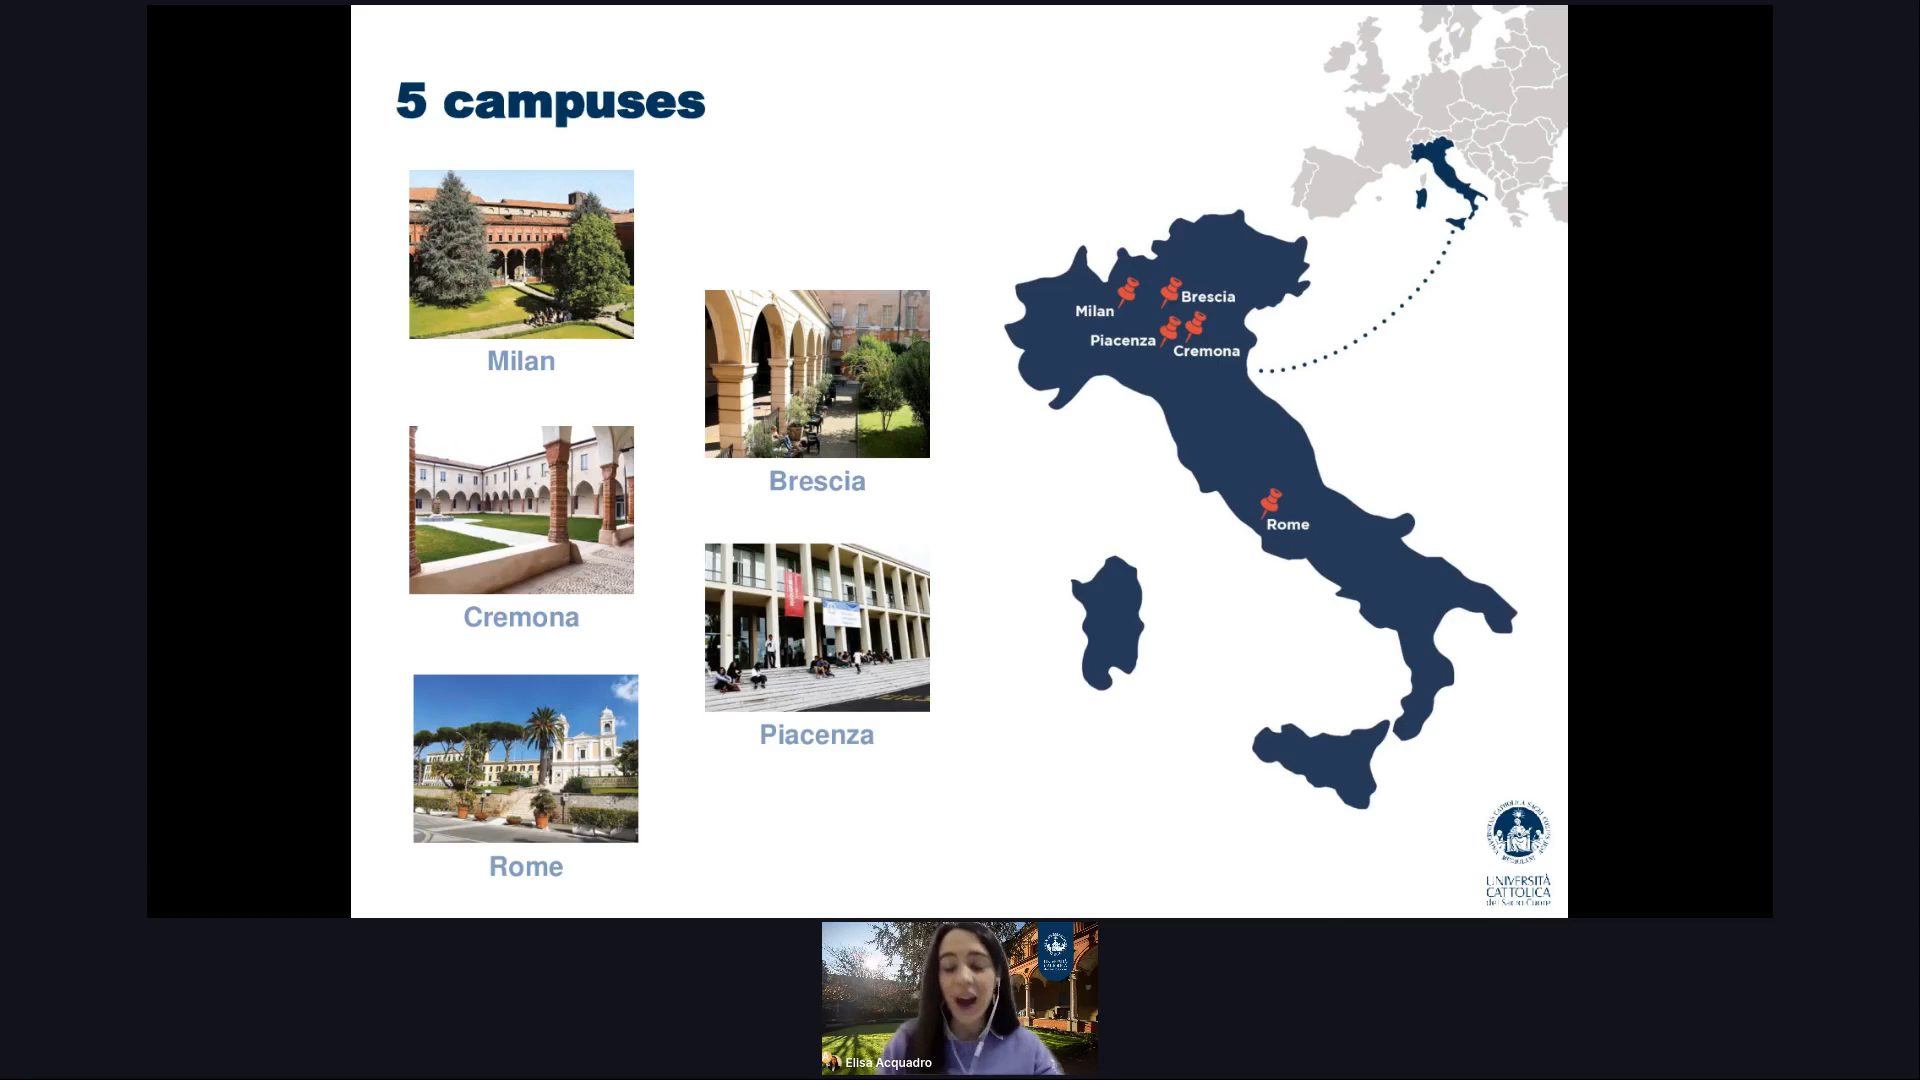 5 campuses
Milan
Brescia
Cremona
Piacenza
Rome
Milan
Brescia
Piacenza
Cremona
Rome
UNIVERSITÀ
CATTOLICA
del Sacro Cuore
Elisa Acquadro